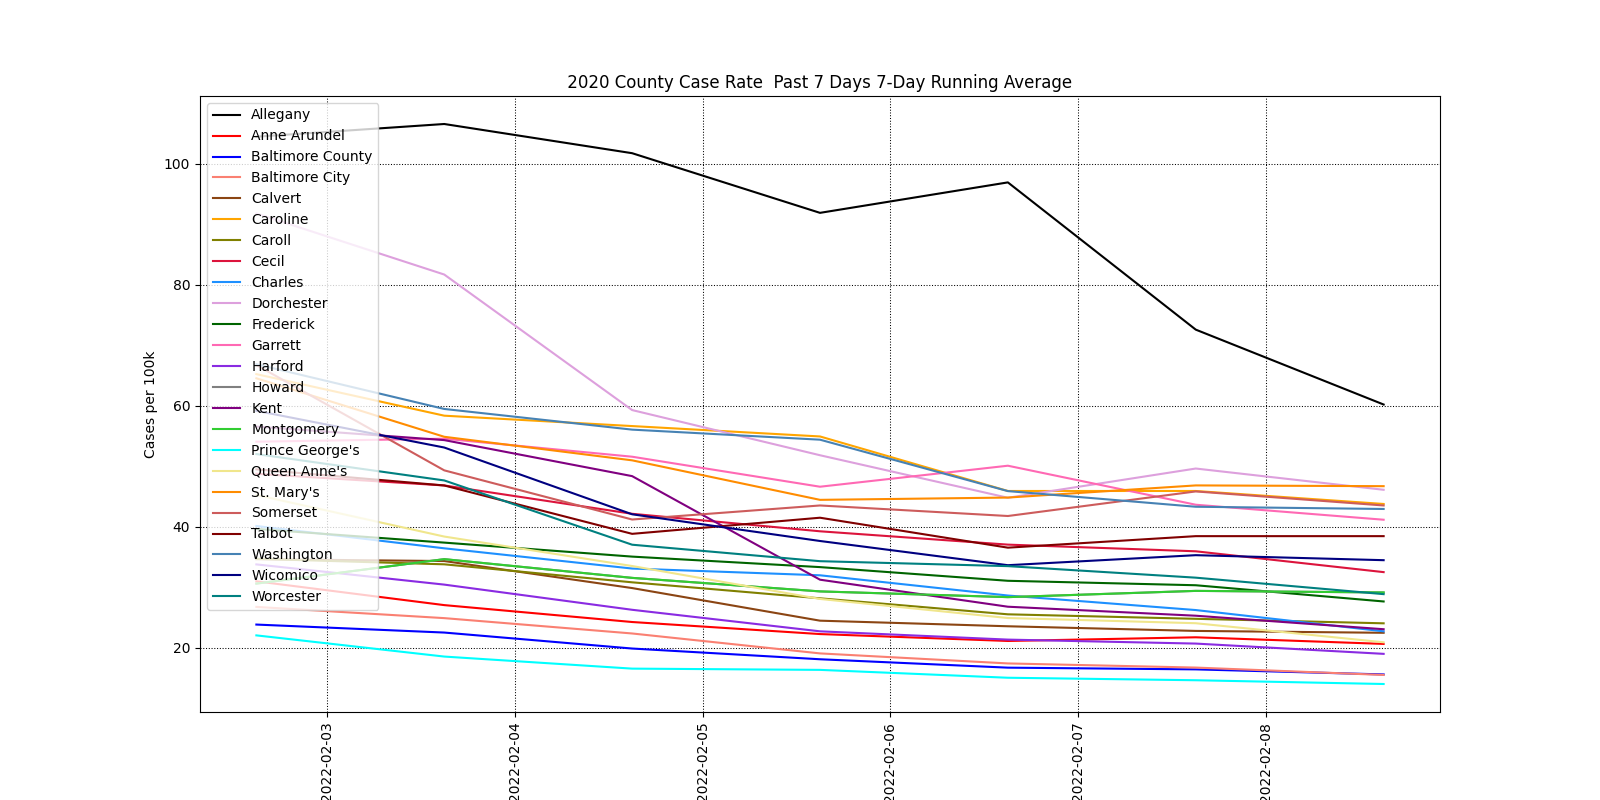 2020 County Case Rate  Past 7 Days 7-Day Running Average
Cases per 100k
100
80
60
40
20
Allegany
Anne Arundel
Baltimore County
Baltimore City
Calvert
Caroline
Caroll
Cecil
Charles
Dorchester
Frederick
Garrett
Harford
Howard
Kent
Montgomery
Prince George's
Queen Anne's
St. Mary's
Somerset
Talbot
Washington
Wicomico
Worcester
2022-02-03
2022-02-04
2022-02-05
2022-02-06
2022-02-07
2022-02-08